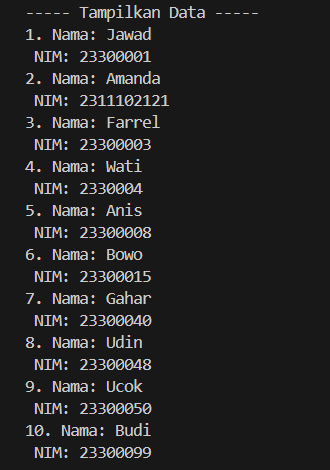 ----- Tampilkan Data -----
1. Nama: Jawad
NIM: 23300001
2. Nama: Amanda
NIM: 2311102121
3. Nama: Farrel
NIM: 23300003
4. Nama: Wati
NIM: 2330004
5. Nama: Anis
NIM: 23300008
6. Nama: Bowo
NIM: 23300015
7. Nama: Gahar
NIM: 23300040
8. Nama: Udin
NIM: 23300048
9. Nama: Ucok
NIM: 23300050
10. Nama: Budi
NIM: 23300099